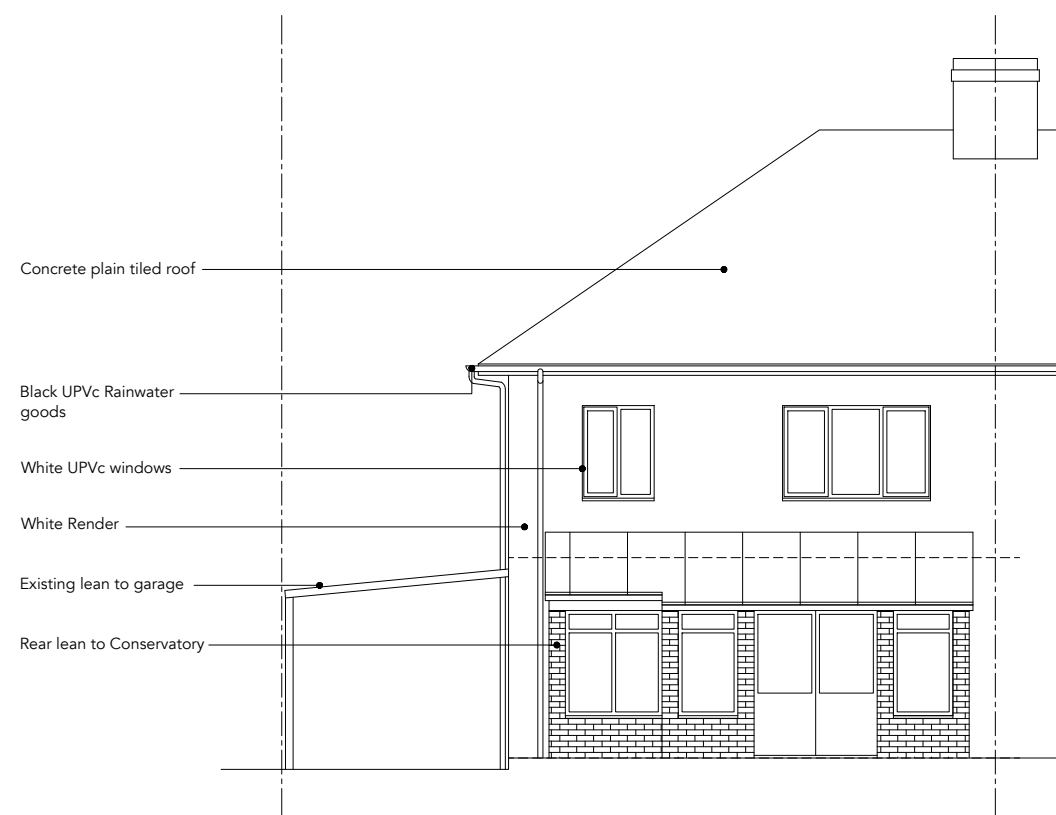 Concrete plain tiled roof
Black UPVc Rainwater
goods
White UPVc windows
White Render
Existing lean to garage
Rear lean to Conservatory